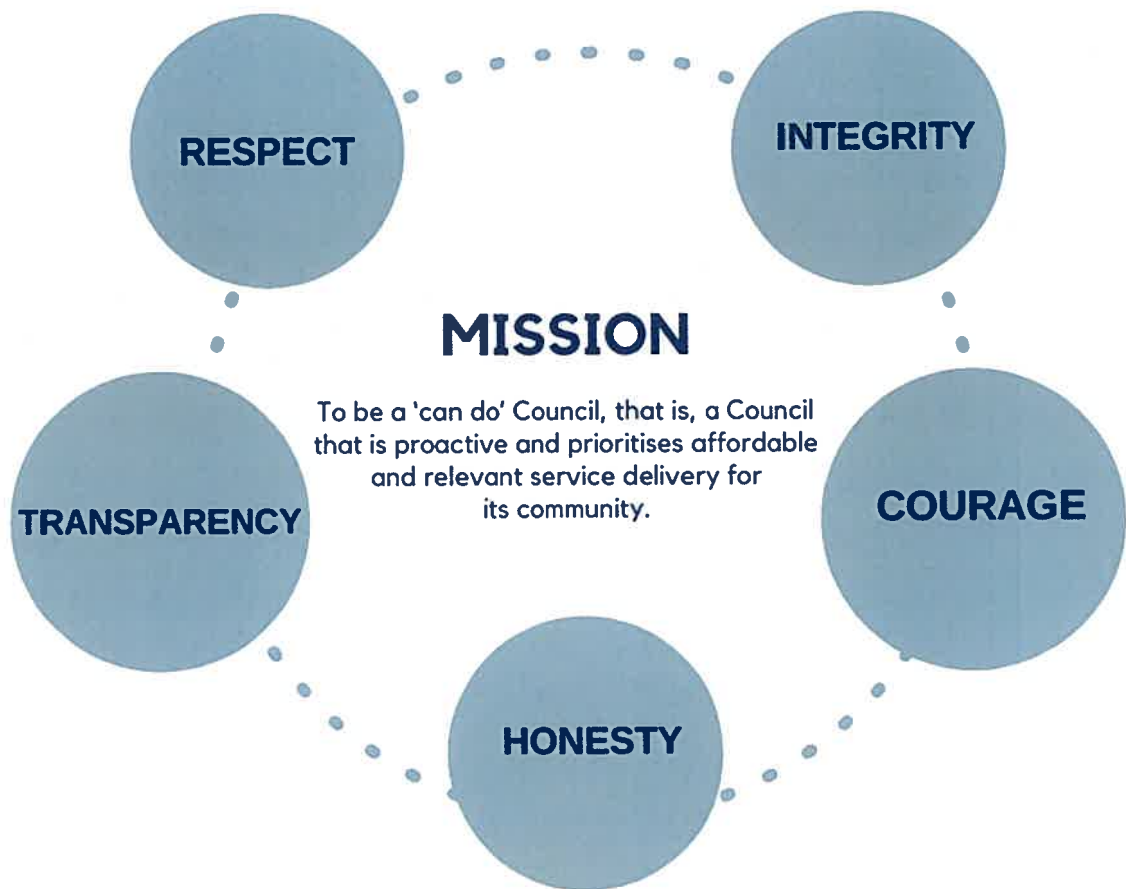 RESPECT
INTEGRITY
MISSION
To be a 'can do' Council, that is, a Council
that is proactive and prioritises affordable
and relevant service delivery for
its community.
TRANSPARENCY
COURAGE
HONESTY